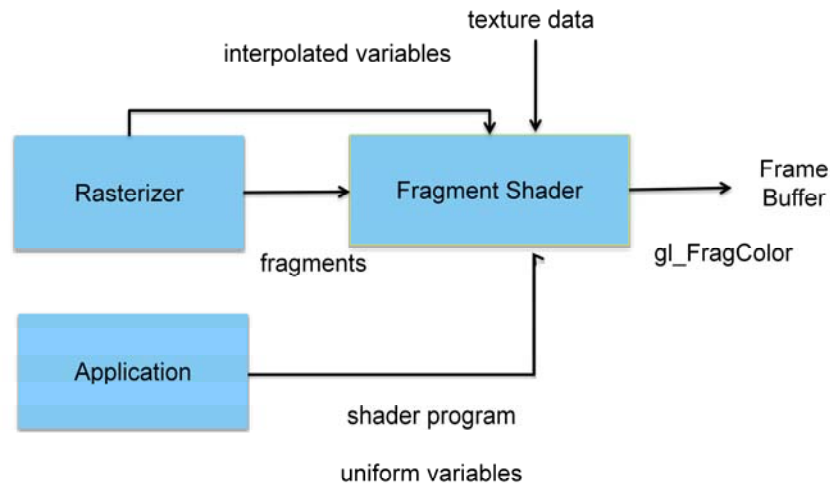 texture data
interpolated variables
Rasterizer
Fragment Shader
Frame
Buffer
fragments
gl_FragColor
Application
shader program
uniform variables